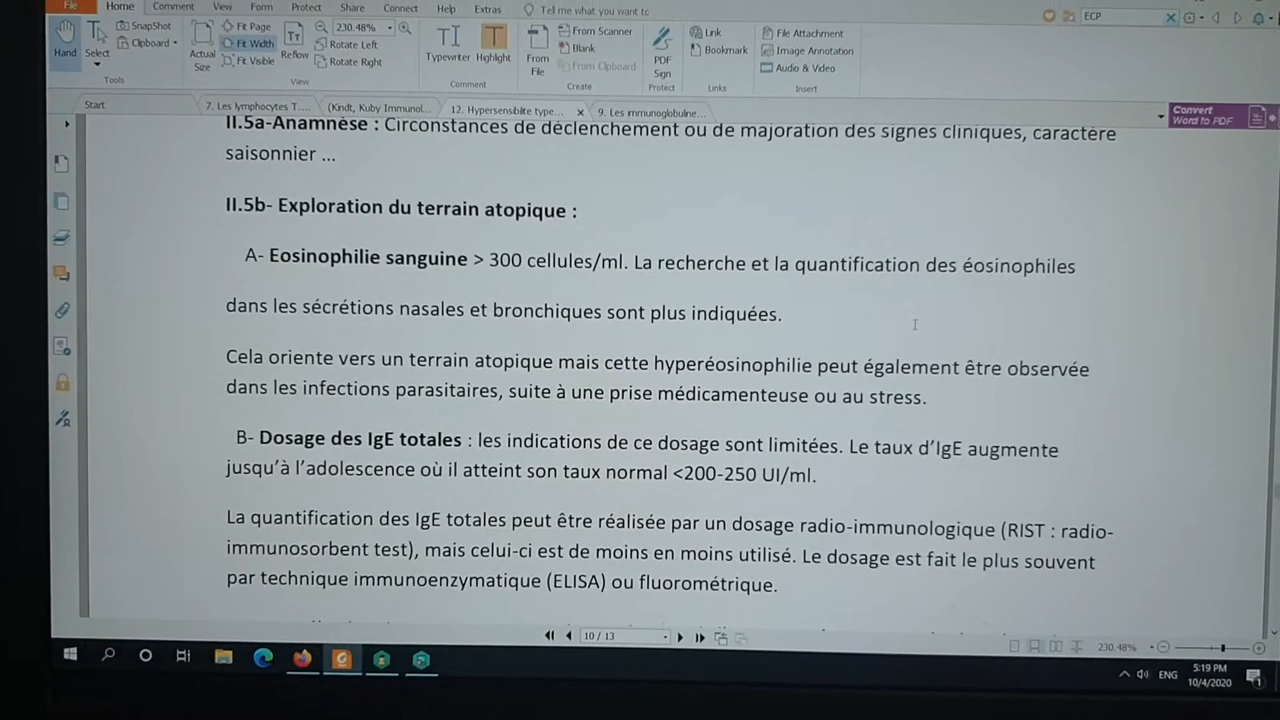 File Home Comment View Form Protect Share Connect Help Extras Tell me what you want to ECP
Hand Select SnapShot Clipboard Actual Size Fit Page Fit Width Fit Visible Reflow 230.48% Rotate Left Rotate Right Typewriter Highlight From File From Scanner Blank From Clipboard PDF Sign Link Bookmark File Attachment Image Annotation Audio & Video
Tools View Comment Create Protect Links Insert
Start 7. Les lymphocytes T.... (Kindt, Kuby Immunol... 12. Hypersensiblite type... 9. Les immunoglobulne... Convert Word to PDF
II.5a-Anamnèse : Circonstances de déclenchement ou de majoration des signes cliniques, caractère
saisonnier ...
II.5b- Exploration du terrain atopique :
A- Eosinophilie sanguine > 300 cellules/ml. La recherche et la quantification des éosinophiles
dans les sécrétions nasales et bronchiques sont plus indiquées.
Cela oriente vers un terrain atopique mais cette hyperéosinophilie peut également être observée
dans les infections parasitaires, suite à une prise médicamenteuse ou au stress.
B- Dosage des IgE totales : les indications de ce dosage sont limitées. Le taux d’IgE augmente
jusqu’à l’adolescence où il atteint son taux normal <200-250 UI/ml.
La quantification des IgE totales peut être réalisée par un dosage radio-immunologique (RIST : radio-
immunosorbent test), mais celui-ci est de moins en moins utilisé. Le dosage est fait le plus souvent
par technique immunoenzymatique (ELISA) ou fluorométrique.
10 / 13 230.48%
ENG 5:19 PM
10/4/2020